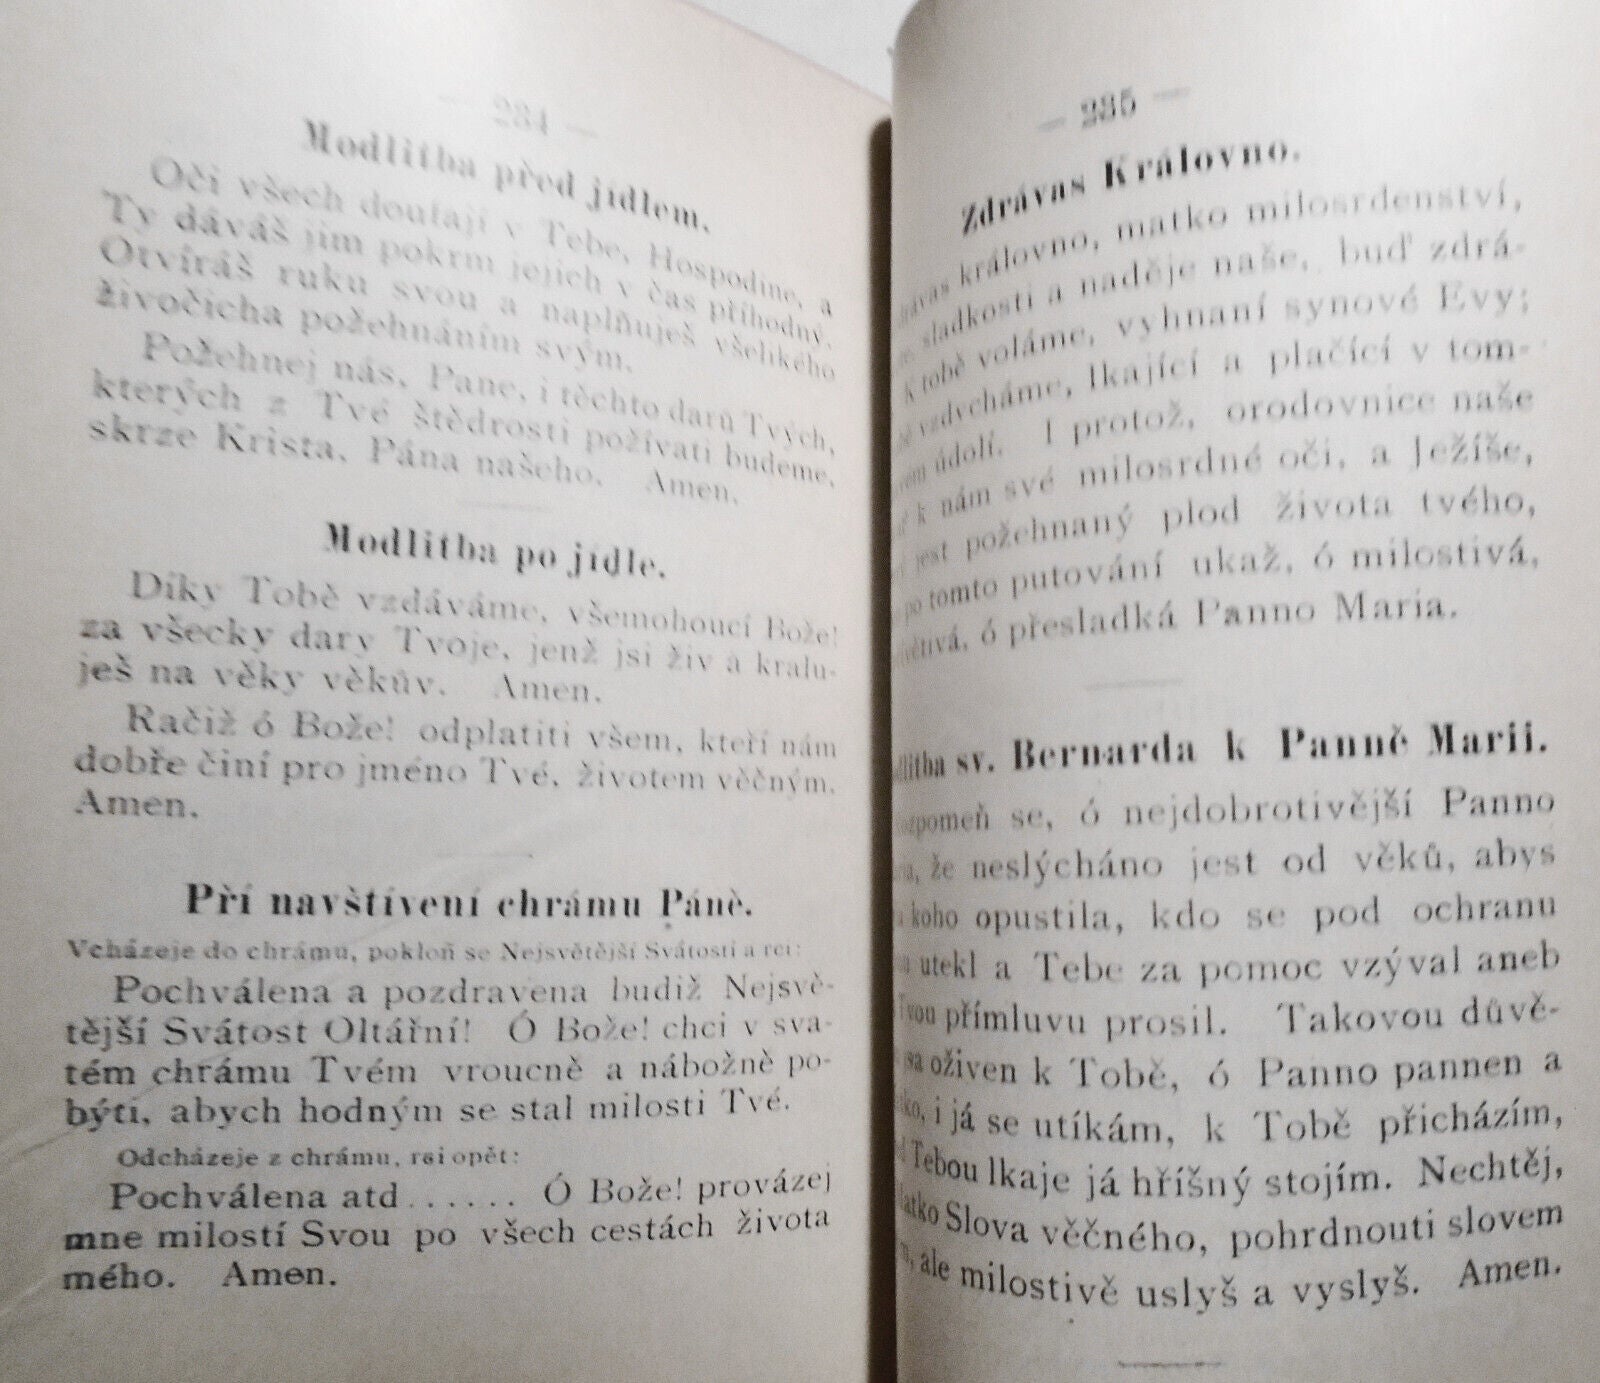 — 284 —
Modlitba před jídlem.
Oči všech doufají v Tebe, Hospodine, a
Ty dáváš jim pokrm jejich v čas příhodný.
Otvíráš ruku svou a naplňuješ všelikého
živočicha požehnáním svým.
Požehnej nás, Pane, i těchto darů Tvých,
kterých z Tvé štědrosti požívati budeme,
skrze Krista, Pána našeho. Amen.
Modlitba po jídle.
Díky Tobě vzdáváme, všemohoucí Bože!
za všecky dary Tvoje, jenž jsi živ a kralu-
ješ na věky věkův. Amen.
Račiž ó Bože! odplatiti všem, kteří nám
dobře činí pro jméno Tvé, životem věčným.
Amen.
Při navštívení chrámu Páně.
Vcházeje do chrámu, pokloň se Nejsvětější Svátosti a rci:
Pochválena a pozdravena budiž Nejsvě-
tější Svátost Oltářní! Ó Bože! chci v sva-
tém chrámu Tvém vroucně a nábožně po-
býti, abych hodným se stal milosti Tvé.
Odcházeje z chrámu, rci opět:
Pochválena atd...... Ó Bože! provázej
mne milostí Svou po všech cestách života
mého. Amen.
— 285 —
Zdrávas Královno.
královno, matko milosrdenství,
sladkosti a naděje naše, buď zdrá-
K tobě voláme, vyhnaní synové Evy;
vzdycháme, lkající a plačící v tom-
údolí. I protož, orodovnice naše
k nám své milosrdné oči, a Ježíše,
jest požehnaný plod života tvého,
po tomto putování ukaž, ó milostivá,
ó přesladká Panno Maria.
sv. Bernarda k Panně Marii.
se, ó nejdobrotivější Panno
že neslýcháno jest od věků, abys
koho opustila, kdo se pod ochranu
utekl a Tebe za pomoc vzýval aneb
Tvou přímluvu prosil. Takovou důvě-
oživen k Tobě, ó Panno pannen a
i já se utíkám, k Tobě přicházím,
Tebou lkaje já hříšný stojím. Nechtěj,
Slova věčného, pohrdnouti slovem
ale milostivě uslyš a vyslyš. Amen.